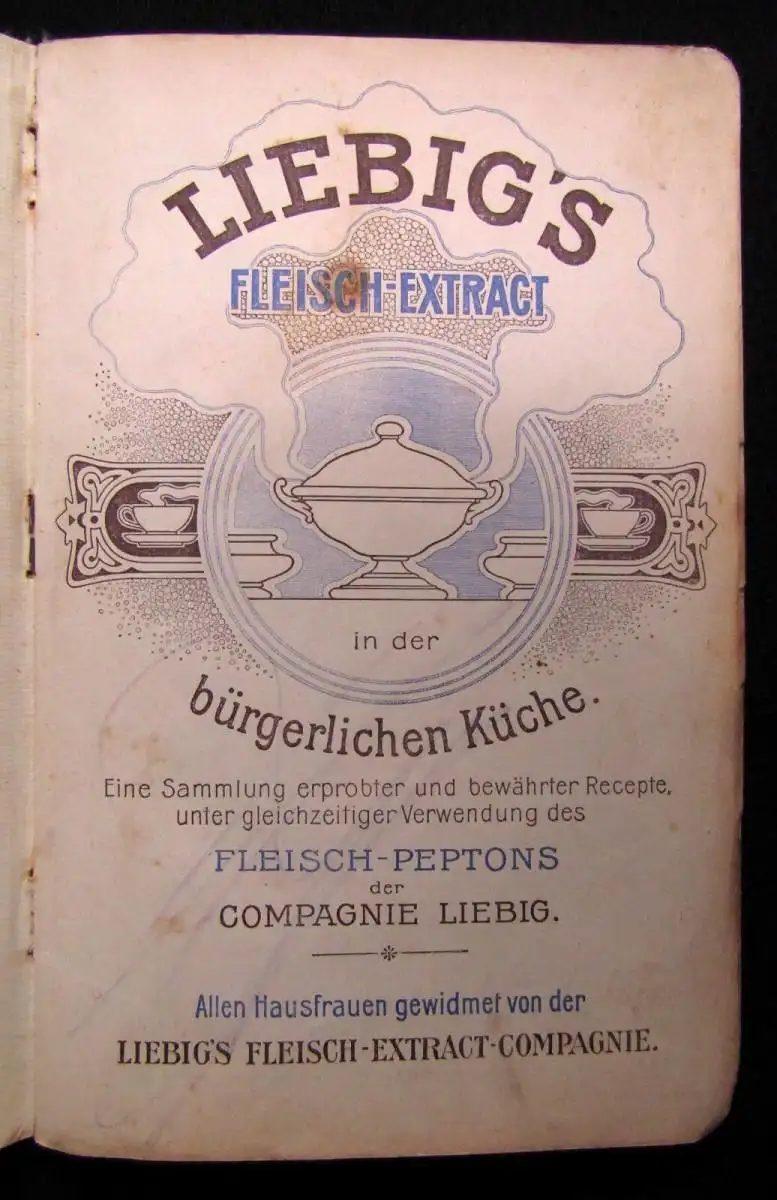 LIEBIG'S
FLEISCH-EXTRACT
in der
bürgerlichen Küche.
Eine Sammlung erprobter und bewährter Recepte,
unter gleichzeitiger Verwendung des
FLEISCH-PEPTONS
der
COMPAGNIE LIEBIG.
Allen Hausfrauen gewidmet von der
LIEBIG'S FLEISCH-EXTRACT-COMPAGNIE.